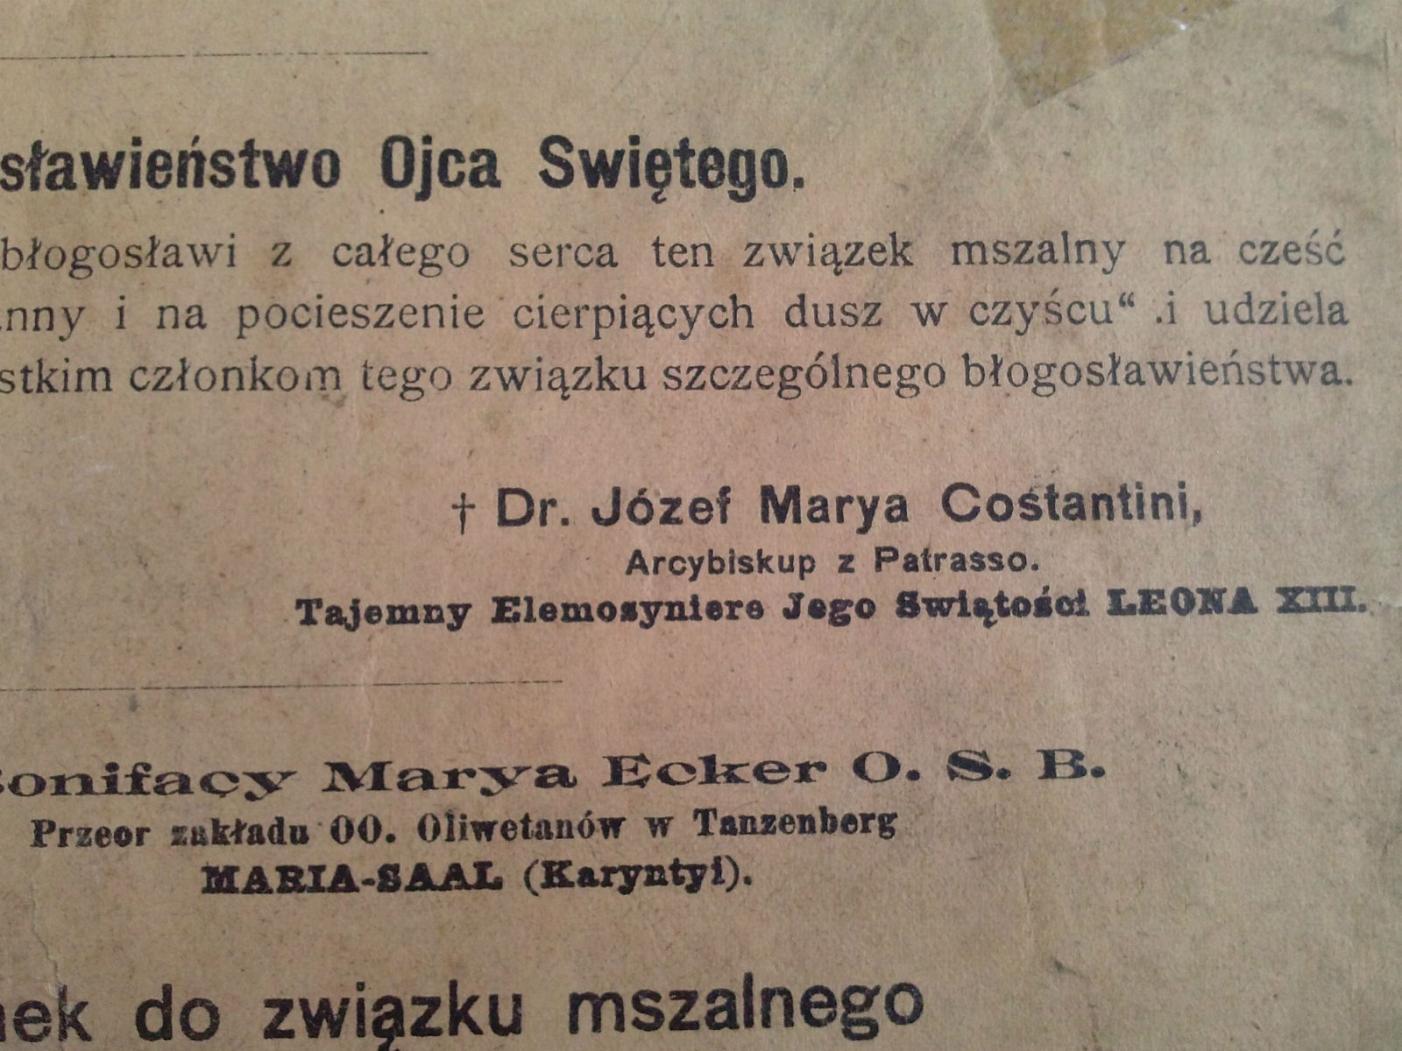 sławieństwo Ojca Swiętego.
błogosławi z całego serca ten związek mszalny na cześć
nny i na pocieszenie cierpiących dusz w czyścu“ .i udziela
stkim członkom tego związku szczególnego błogosławieństwa.
† Dr. Józef Marya Costantini,
Arcybiskup z Patrasso.
Tajemny Elemosyniere Jego Swiątości LEONA XIII.
onifacy Marya Ecker O. S. B.
Przeor zakładu OO. Oliwetanów w Tanzenberg
MARIA-SAAL (Karyntyi).
ek do związku mszalnego